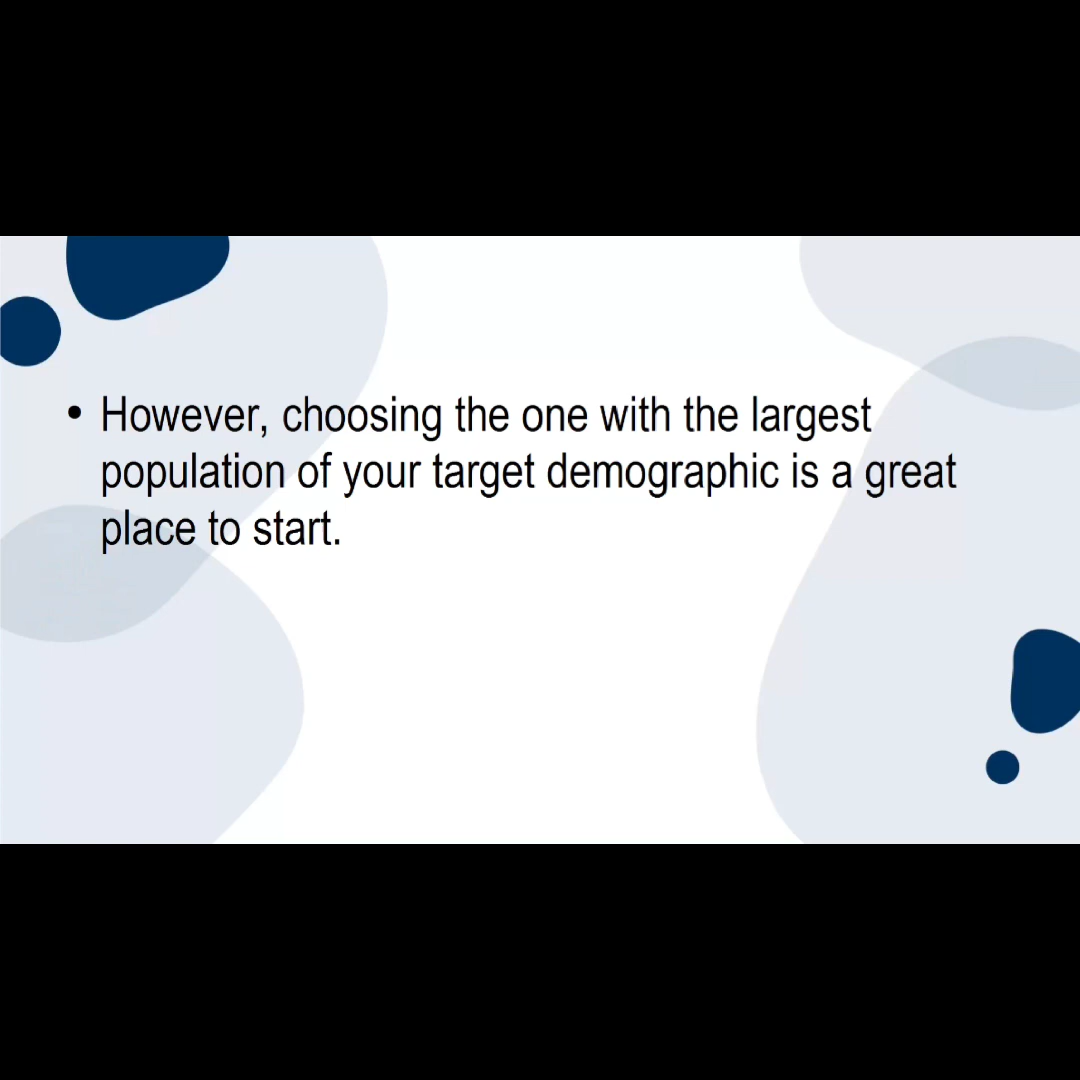 • However, choosing the one with the largest
population of your target demographic is a great
place to start.